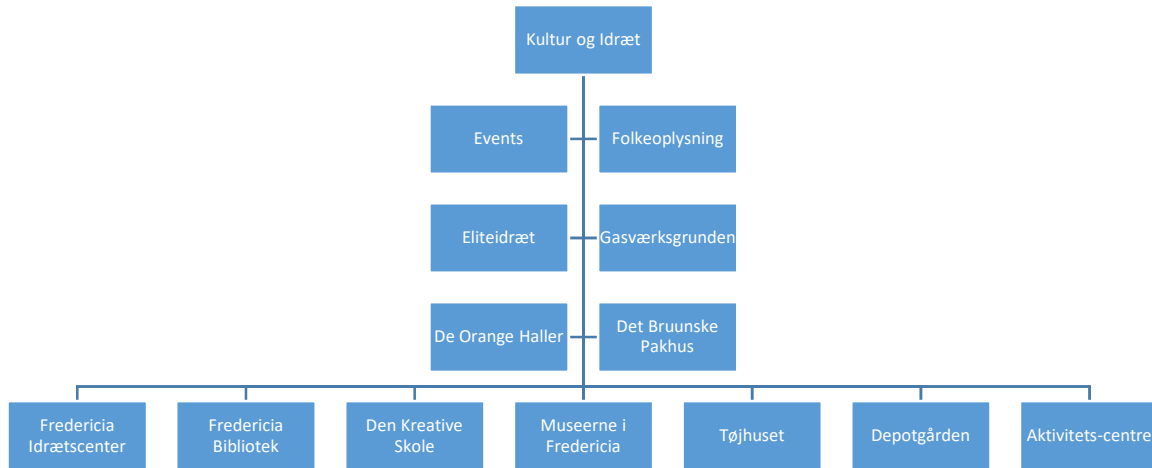 Kultur og Idræt
Events
Folkeoplysning
Eliteidræt
Gasværksgrunden
De Orange Haller
Det Bruunske
Pakhus
Fredericia
Idrætscenter
Fredericia
Bibliotek
Den Kreative
Skole
Museerne i
Fredericia
Tøjhuset
Depotgården
Aktivitets-centre